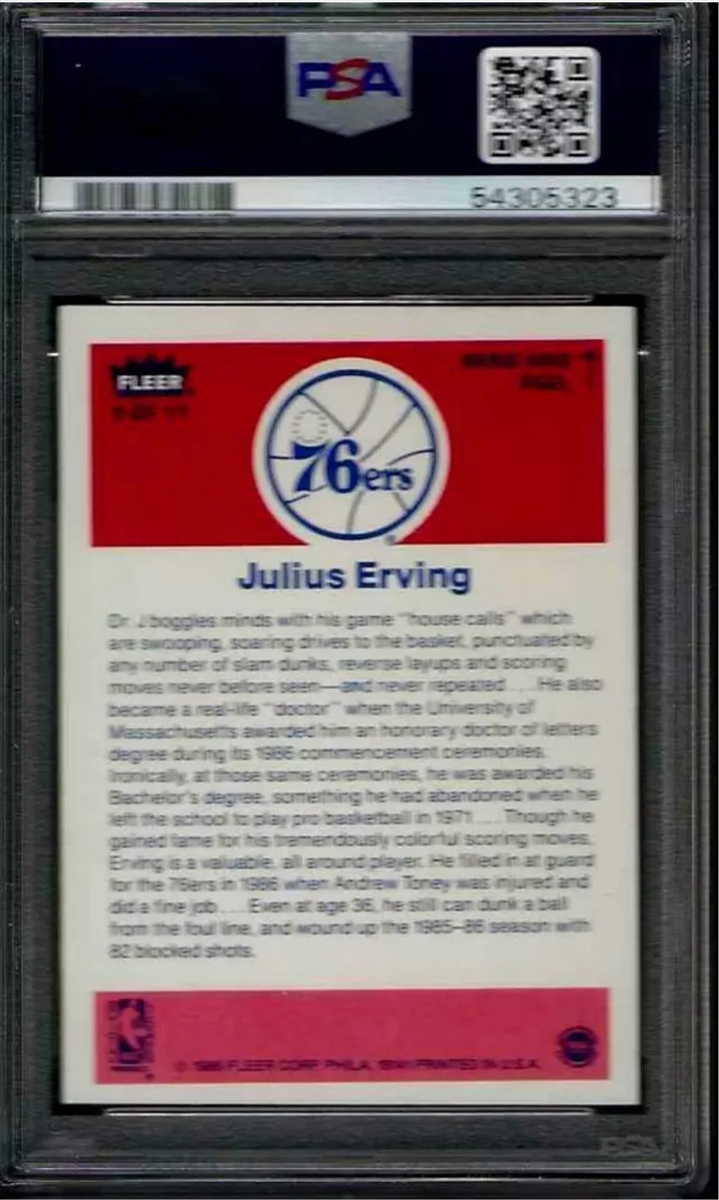 PSA
54305323
FLEER
76ers
Julius Erving
Dr. J boggles minds with his game "house calls" which
are swooping, soaring drives to the basket, punctuated by
any number of slam dunks, reverse layups and scoring
moves never before seen—and never repeated . . . He also
became a real-life "doctor" when the University of
Massachusetts awarded him an honorary doctor of letters
degree during its 1986 commencement ceremonies.
Ironically, at those same ceremonies, he was awarded his
Bachelor's degree, something he had abandoned when he
left the school to play pro basketball in 1971 . . . Though he
gained fame for his tremendously colorful scoring moves,
Erving is a valuable, all around player. He filled in at guard
for the 76ers in 1986 when Andrew Toney was injured and
did a fine job . . . Even at age 36, he still can dunk a ball
from the foul line, and wound up the 1985–86 season with
82 blocked shots.
© 1986 FLEER CORP. PHILA. 19141 PRINTED IN U.S.A.
PSA